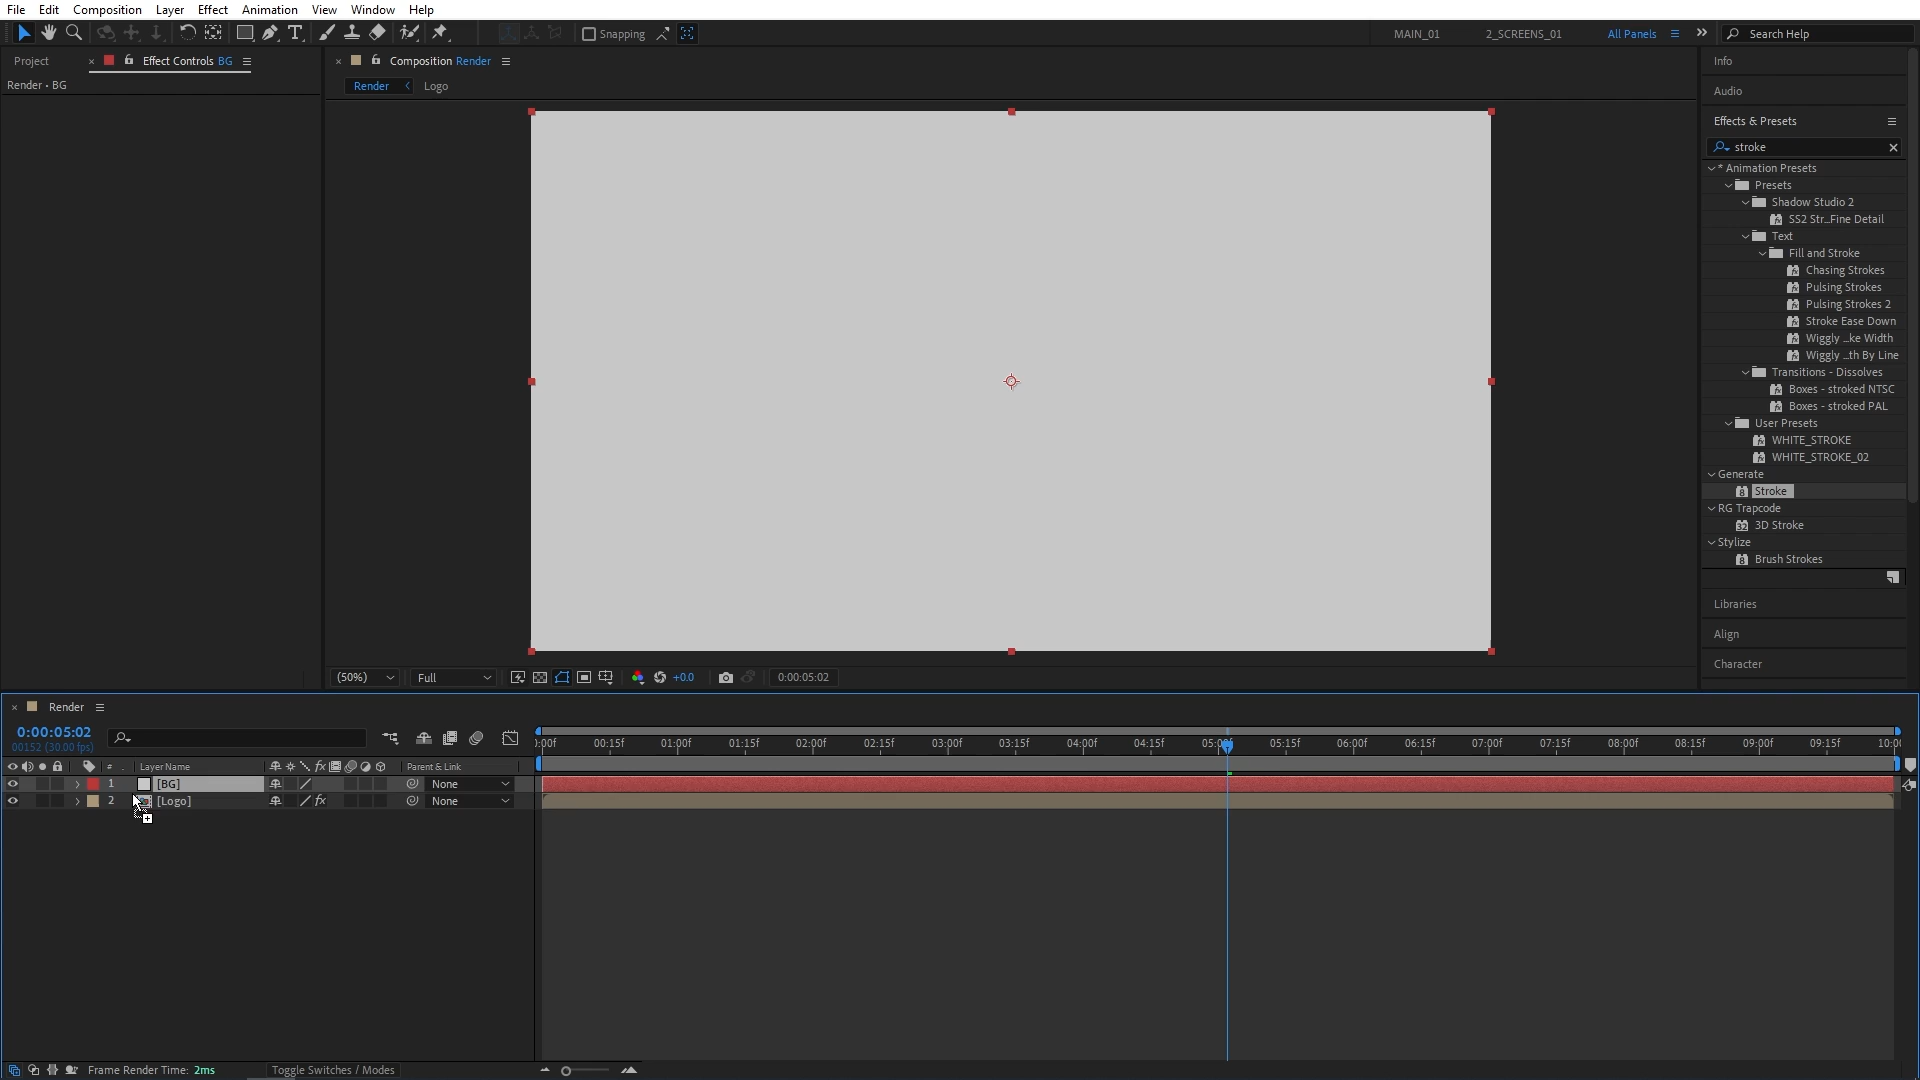 File Edit Composition Layer Effect Animation View Window Help
Snapping MAIN_01 2_SCREENS_01 All Panels Search Help
Project Effect Controls BG
Render • BG
Composition Render
Render Logo
Info
Audio
Effects & Presets
stroke
* Animation Presets
Presets
Shadow Studio 2
SS2 Str...Fine Detail
Text
Fill and Stroke
Chasing Strokes
Pulsing Strokes
Pulsing Strokes 2
Stroke Ease Down
Wiggly ...ke Width
Wiggly ...th By Line
Transitions - Dissolves
Boxes - stroked NTSC
Boxes - stroked PAL
User Presets
WHITE_STROKE
WHITE_STROKE_02
Generate
Stroke
RG Trapcode
3D Stroke
Stylize
Brush Strokes
Libraries
Align
Character
(50%) Full +0.0 0:00:05:02
Render
0:00:05:02
00152 (30.00 fps)
:00f 00:15f 01:00f 01:15f 02:00f 02:15f 03:00f 03:15f 04:00f 04:15f 05:00f 05:15f 06:00f 06:15f 07:00f 07:15f 08:00f 08:15f 09:00f 09:15f 10:00
# Layer Name fx Parent & Link
1 [BG] None
2 [Logo] fx None
Frame Render Time: 2ms Toggle Switches / Modes